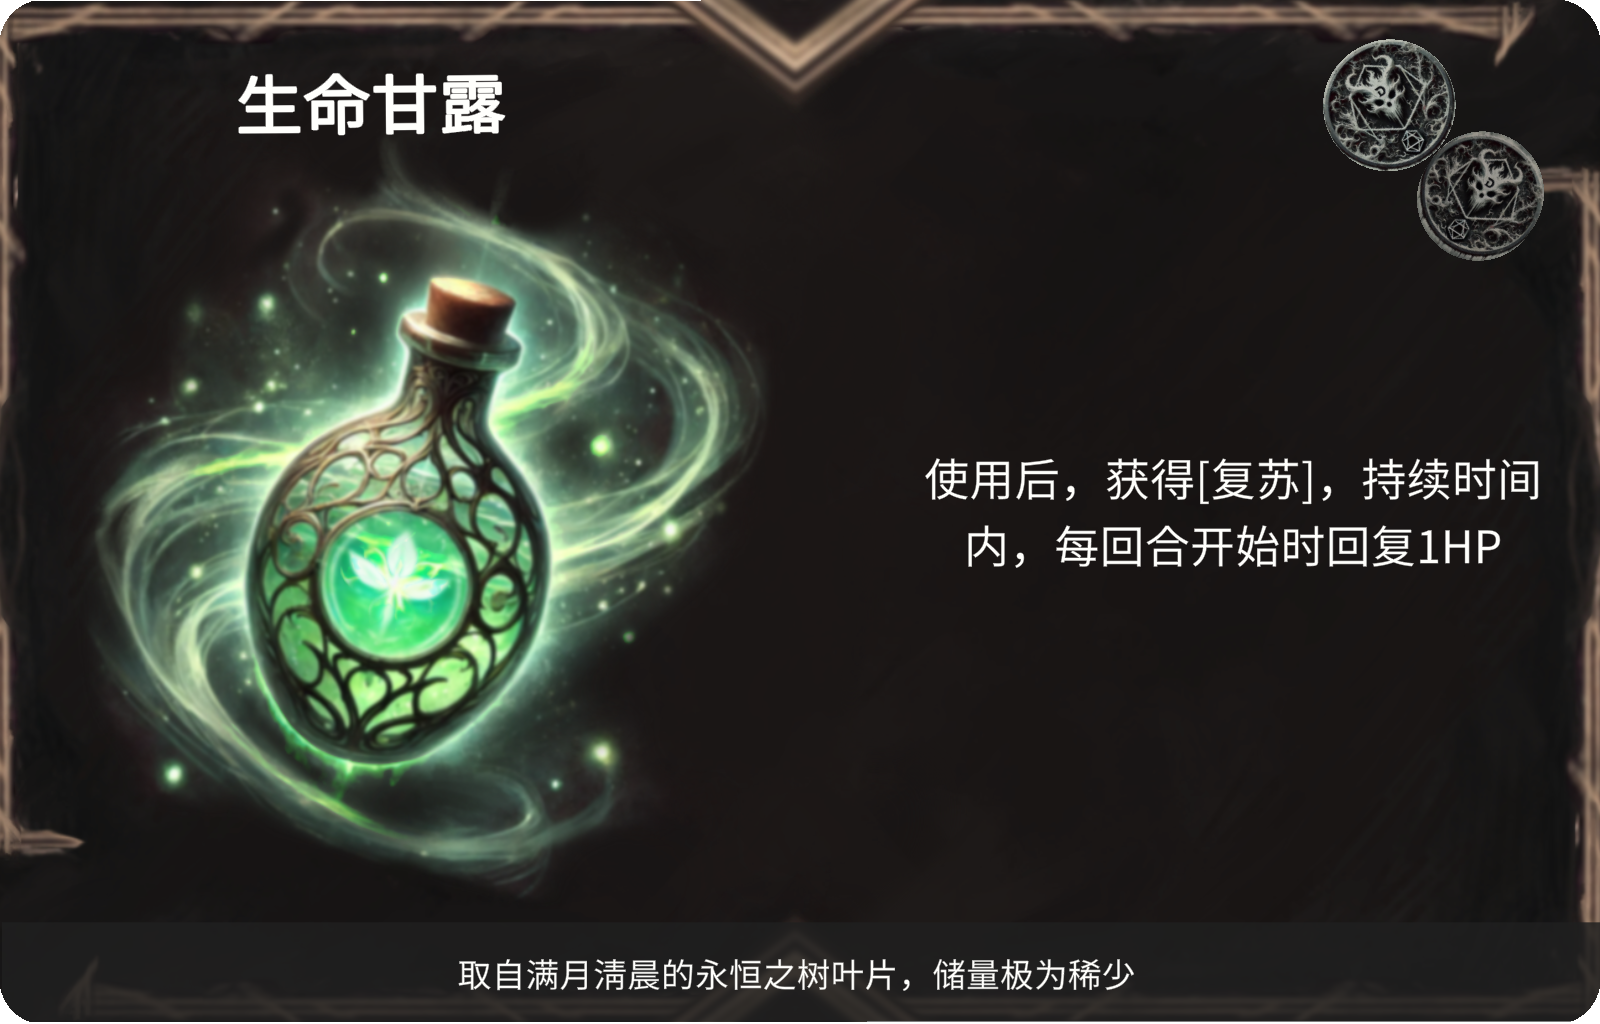 生命甘露
使用后，获得[复苏]，持续时间
内，每回合开始时回复1HP
取自满月清晨的永恒之树叶片，储量极为稀少